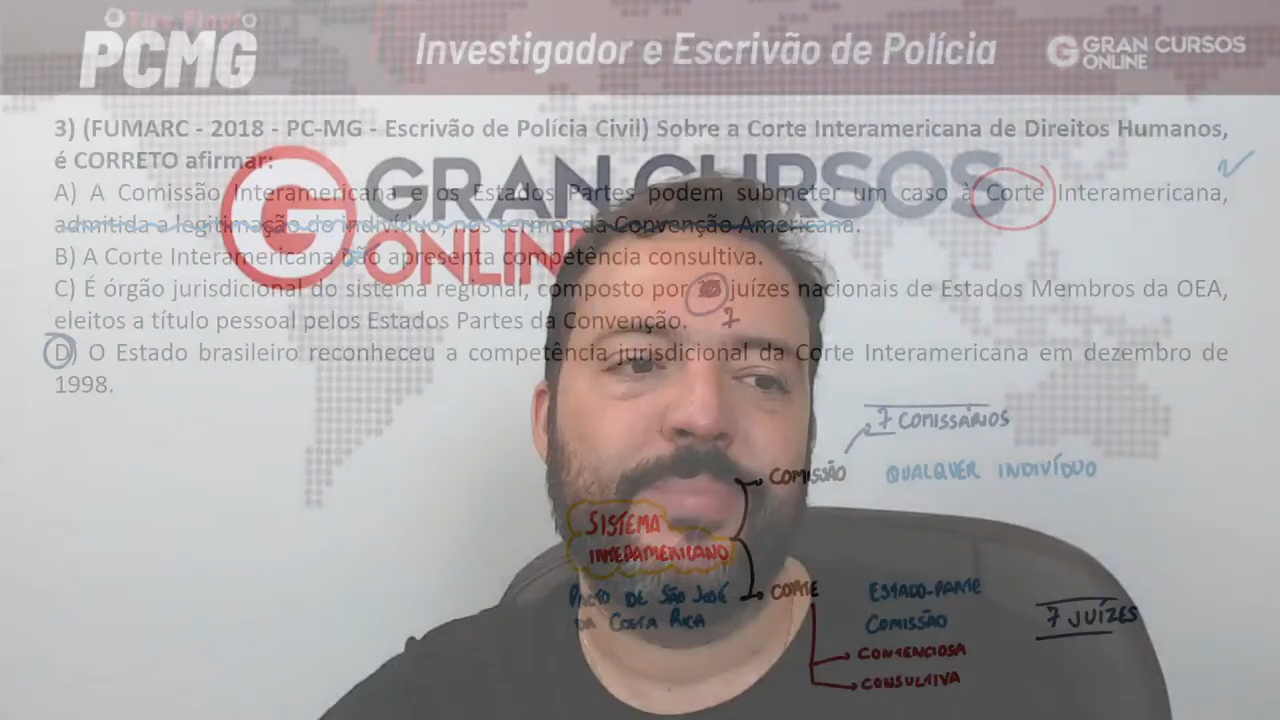 Tire Final
PCMG
Investigador e Escrivão de Polícia
GRAN CURSOS
ONLINE
3) (FUMARC - 2018 - PC-MG - Escrivão de Polícia Civil) Sobre a Corte Interamericana de Direitos Humanos,
é CORRETO afirmar:
A) A Comissão Interamericana e os Estados Partes podem submeter um caso à Corte Interamericana,
admitida a legitimação do indivíduo, nos termos da Convenção Americana.
B) A Corte Interamericana não apresenta competência consultiva.
C) É órgão jurisdicional do sistema regional, composto por juízes nacionais de Estados Membros da OEA,
7
eleitos a título pessoal pelos Estados Partes da Convenção.
D) O Estado brasileiro reconheceu a competência jurisdicional da Corte Interamericana em dezembro de
1998.
GRAN CURSOS
ONLINE
7 COMISSÁRIOS
COMISSÃO QUALQUER INDIVÍDUO
SISTEMA
INTERAMERICANO
PACTO DE SÃO JOSÉ
DA COSTA RICA
CORTE ESTADO-PARTE
COMISSÃO
7 JUÍZES
CONTENCIOSA
CONSULTIVA